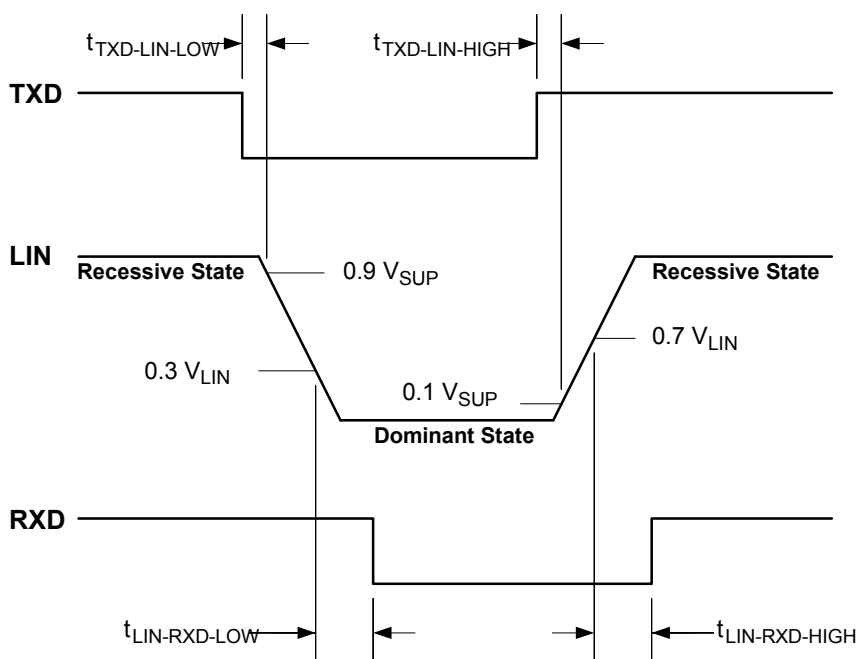 tTXD-LIN-LOW
tTXD-LIN-HIGH
TXD
LIN
Recessive State
0.9 VSUP
Recessive State
0.7 VLIN
0.3 VLIN
0.1 VSUP
Dominant State
RXD
tLIN-RXD-LOW
tLIN-RXD-HIGH